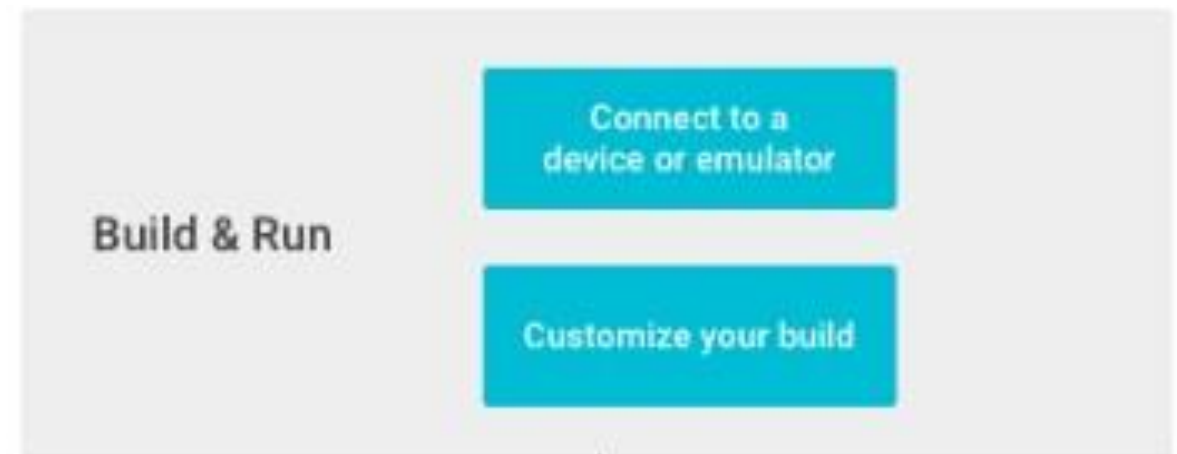 Build & Run
Connect to a
device or emulator
Customize your build